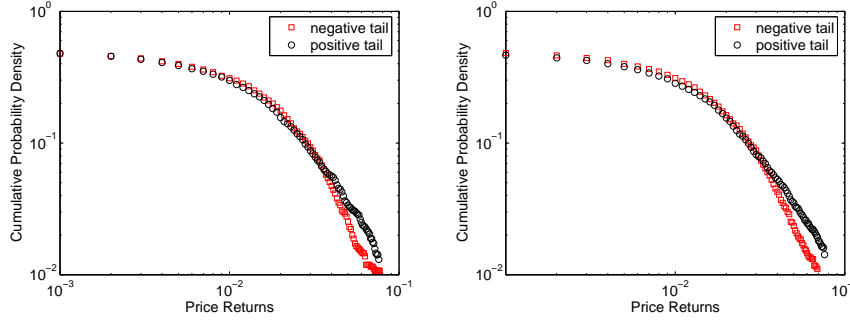 10^0
negative tail
positive tail
10^-1
10^-2
Cumulative Probability Density
10^-3
10^-2
10^-1
Price Returns
10^0
negative tail
positive tail
10^-1
10^-2
Cumulative Probability Density
10^-2
10^-1
Price Returns